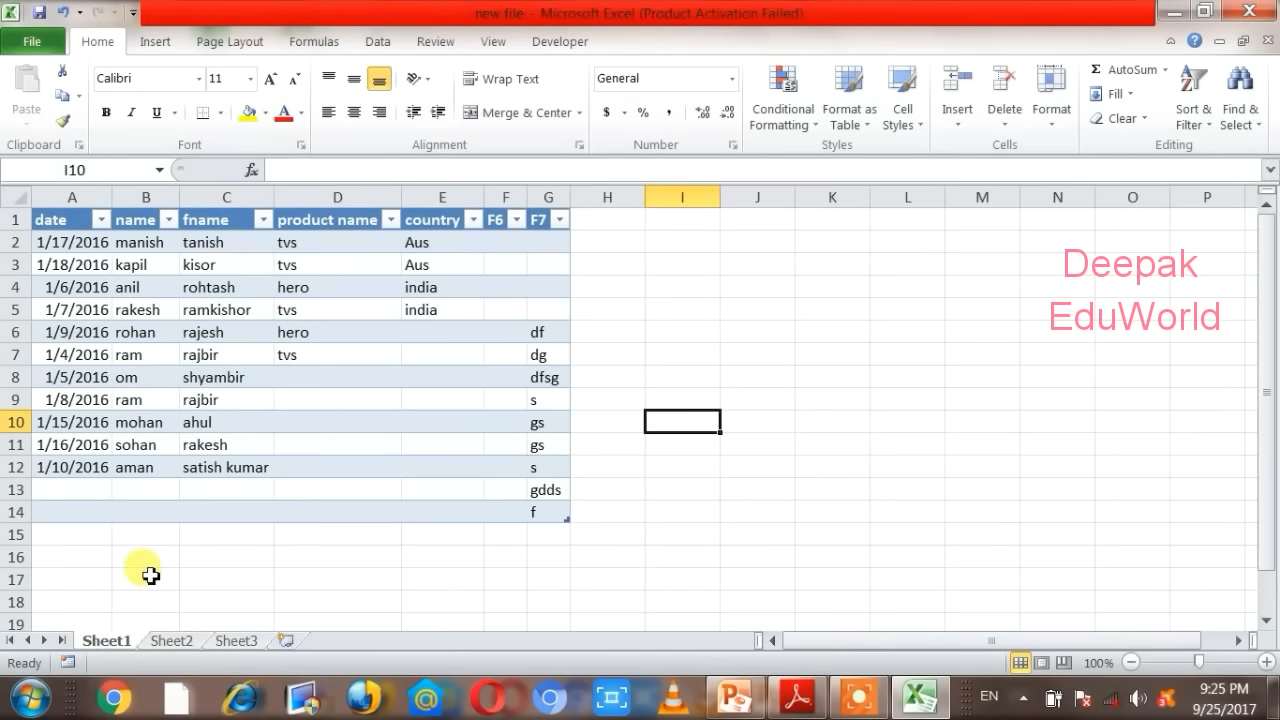 new file - Microsoft Excel (Product Activation Failed)
File Home Insert Page Layout Formulas Data Review View Developer
Paste
Clipboard
Calibri 11
B I U
Font
Wrap Text
Merge & Center
Alignment
General
$ % ,
Number
Conditional Formatting
Format as Table
Cell Styles
Styles
Insert Delete Format
Cells
AutoSum
Fill
Clear
Sort & Filter
Find & Select
Editing
I10 fx
A B C D E F G H I J K L M N O P
1 date name fname product name country F6 F7
2 1/17/2016 manish tanish tvs Aus
3 1/18/2016 kapil kisor tvs Aus
4 1/6/2016 anil rohtash hero india
5 1/7/2016 rakesh ramkishor tvs india
6 1/9/2016 rohan rajesh hero df
7 1/4/2016 ram rajbir tvs dg
8 1/5/2016 om shyambir dfsg
9 1/8/2016 ram rajbir s
10 1/15/2016 mohan ahul gs
11 1/16/2016 sohan rakesh gs
12 1/10/2016 aman satish kumar s
13 gdds
14 f
15
16
17
18
19
Deepak
EduWorld
Sheet1 Sheet2 Sheet3
Ready 100%
EN 9:25 PM
9/25/2017